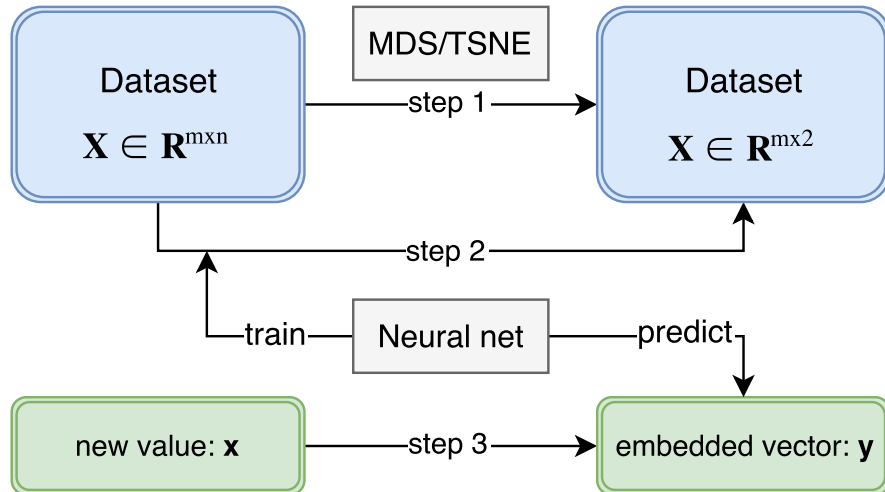 MDS/TSNE
Dataset
X ∈ R^mxn
step 1
Dataset
X ∈ R^mx2
step 2
train
Neural net
predict
new value: x
step 3
embedded vector: y